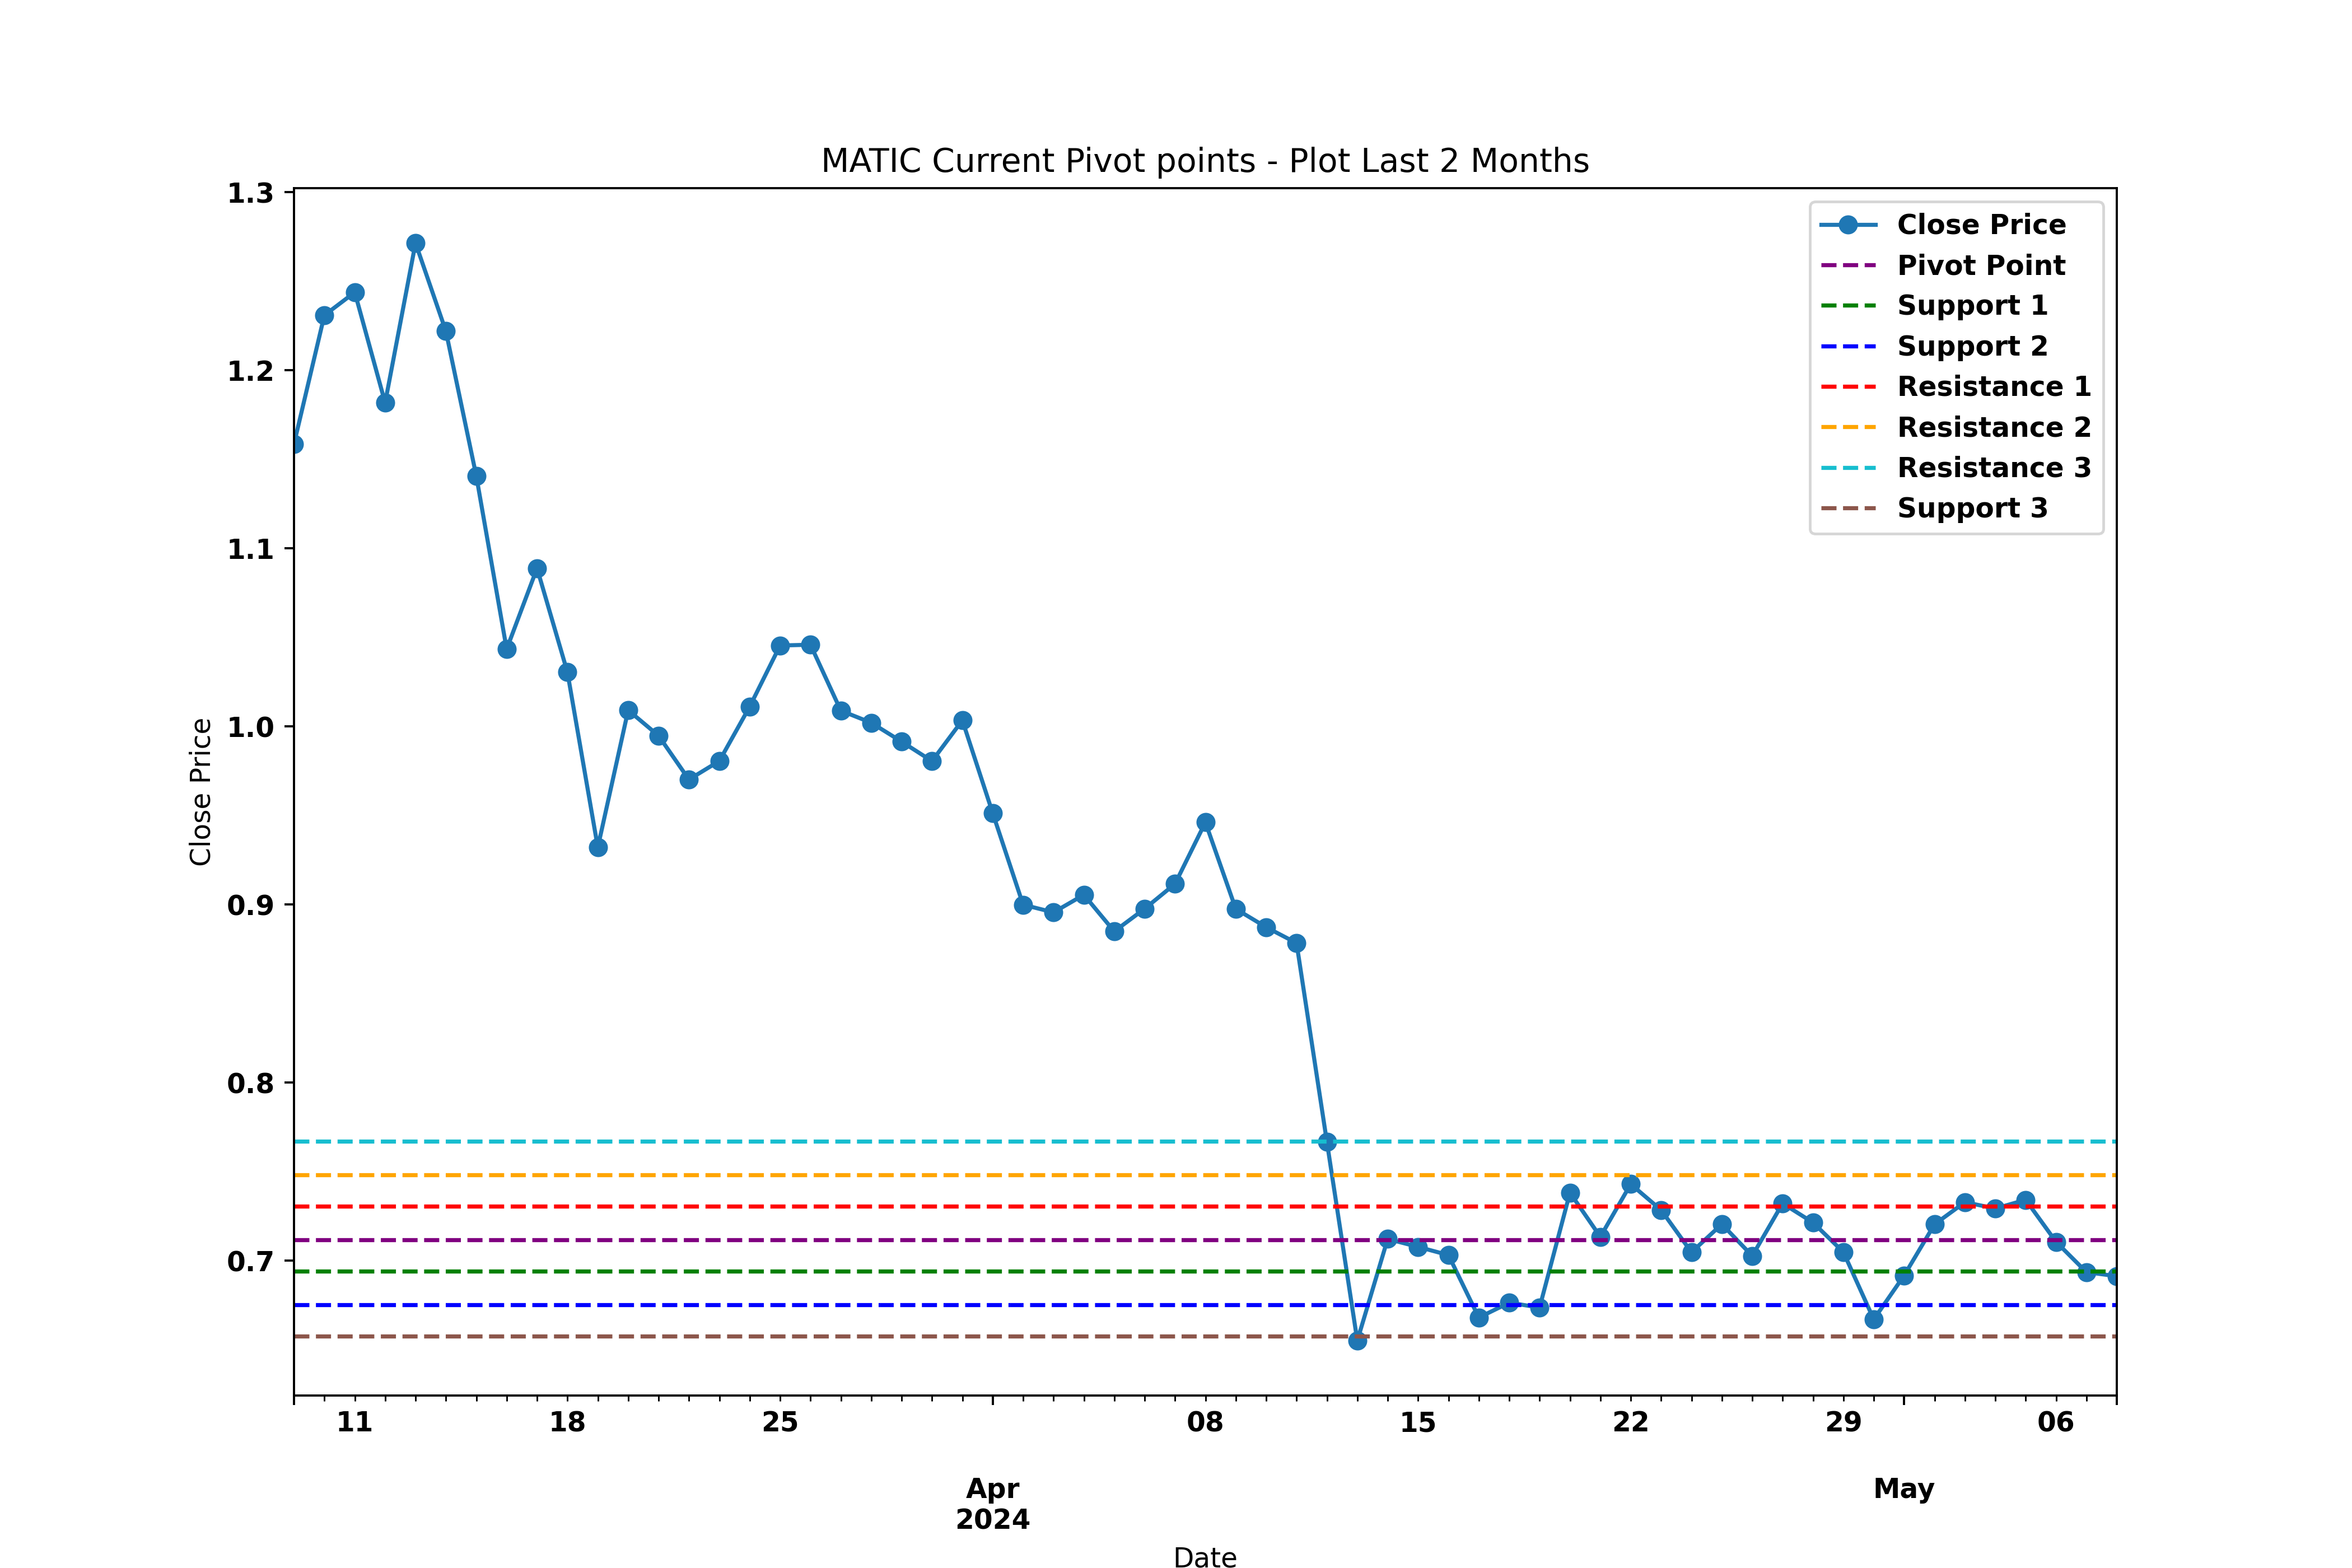 MATIC Current Pivot points - Plot Last 2 Months
1.3
1.2
1.1
1.0
0.9
0.8
0.7
Close Price
Close Price
Pivot Point
Support 1
Support 2
Resistance 1
Resistance 2
Resistance 3
Support 3
11 18 25 08 15 22 29 06
Apr May
2024
Date